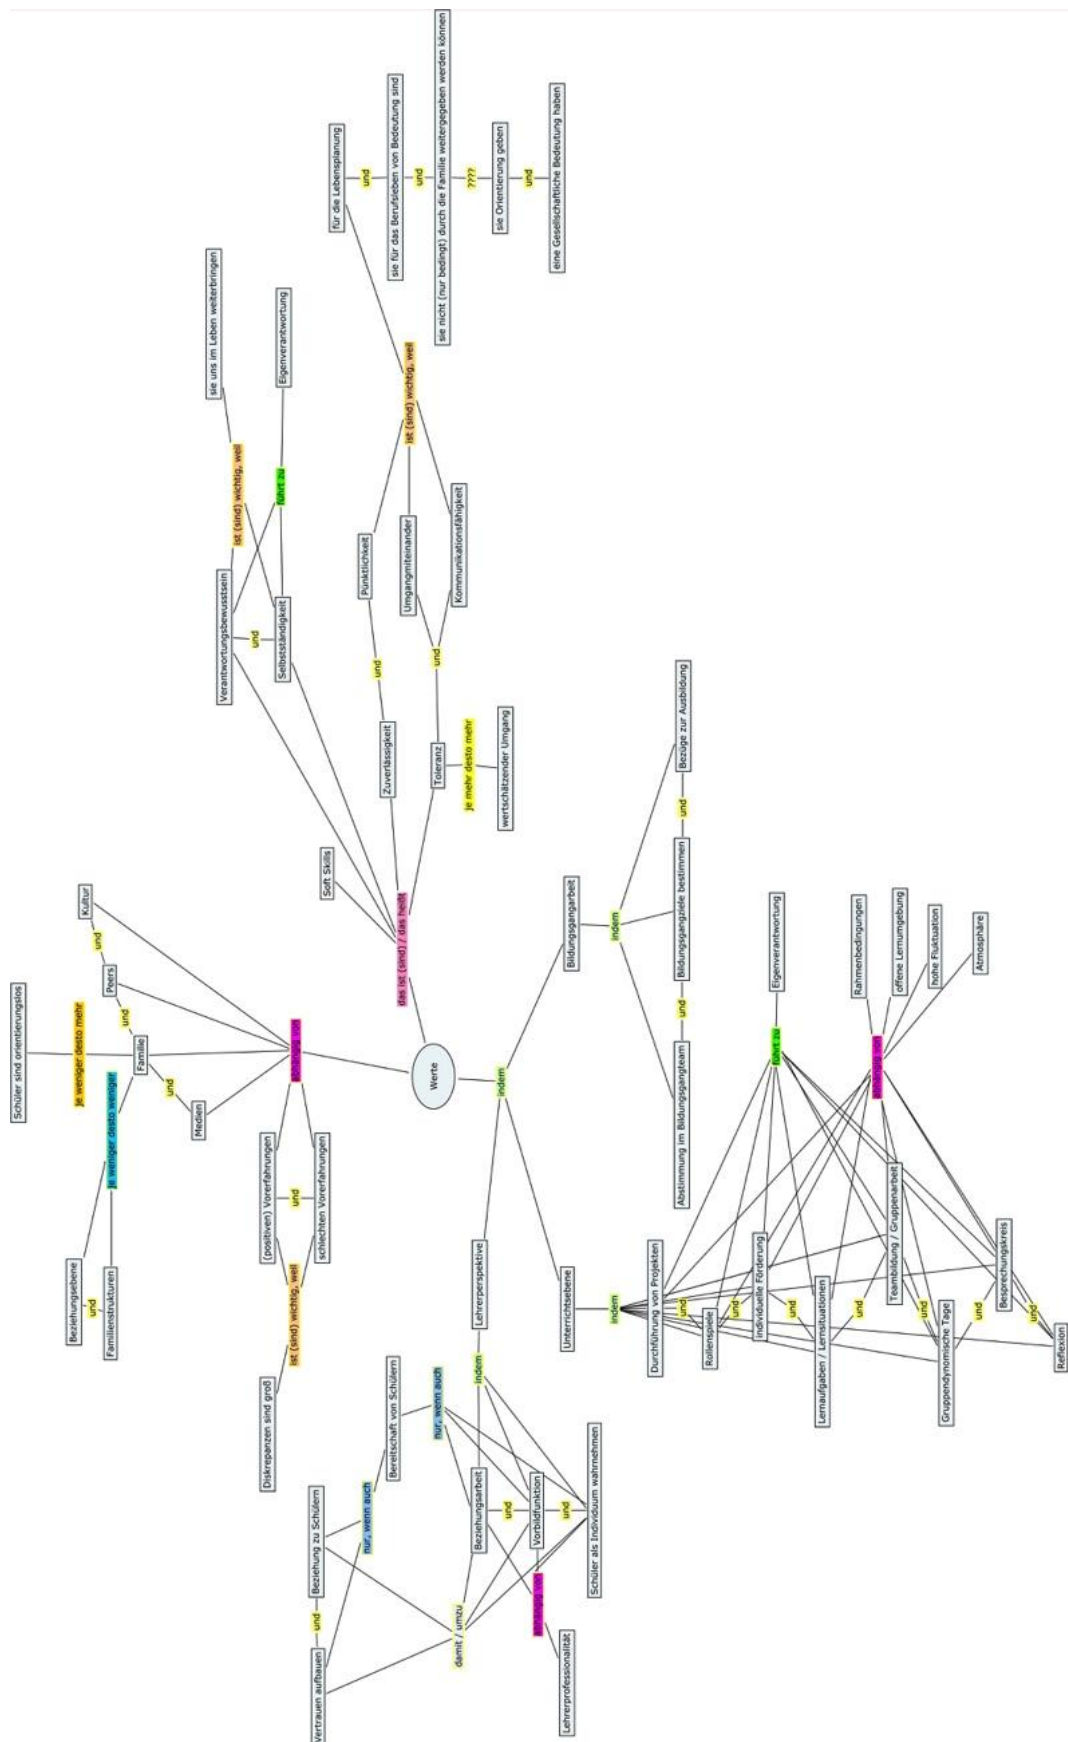 Schüler sind orientierungslos
je weniger desto mehr
Kultur
und
Peers
und
Familie
und
Medien
je weniger desto weniger
Beziehungsebene
und
Familienstrukturen
abhängig von
(positiven) Vorerfahrungen
und
schlechten Vorerfahrungen
ist (sind) wichtig, weil
Diskrepanzen sind groß
Werte
das ist (sind) / das heißt
Soft Skills
Verantwortungsbewusstsein
und
Selbstständigkeit
ist (sind) wichtig, weil
sie uns im Leben weiterbringen
führt zu
Eigenverantwortung
Zuverlässigkeit
und
Pünktlichkeit
Toleranz
und
Umgangmiteinander
Kommunikationsfähigkeit
je mehr desto mehr
wertschätzender Umgang
ist (sind) wichtig, weil
für die Lebensplanung
und
sie für das Berufsleben von Bedeutung sind
und
sie nicht (nur bedingt) durch die Familie weitergegeben werden können
????
sie Orientierung geben
und
eine Gesellschaftliche Bedeutung haben
indem
Lehrerperspektive
indem
Beziehungsarbeit
und
Vorbildfunktion
und
Schüler als Individuum wahrnehmen
nur, wenn auch
Bereitschaft von Schülern
nur, wenn auch
Beziehung zu Schülern
und
Vertrauen aufbauen
damit / umzu
abhängig von
Lehrerprofessionalität
Unterrichtsebene
indem
Durchführung von Projekten
und
Rollenspiele
und
individuelle Förderung
und
Lernaufgaben / Lernsituationen
und
Teambildung / Gruppenarbeit
und
Gruppendynomische Tage
und
Besprechungskreis
und
Reflexion
führt zu
Eigenverantwortung
abhängig von
Rahmenbedingungen
offene Lernumgebung
hohe Fluktuation
Atmosphäre
Bildungsgangarbeit
indem
Abstimmung im Bildungsgangteam
und
Bildungsgangziele bestimmen
und
Bezüge zur Ausbildung